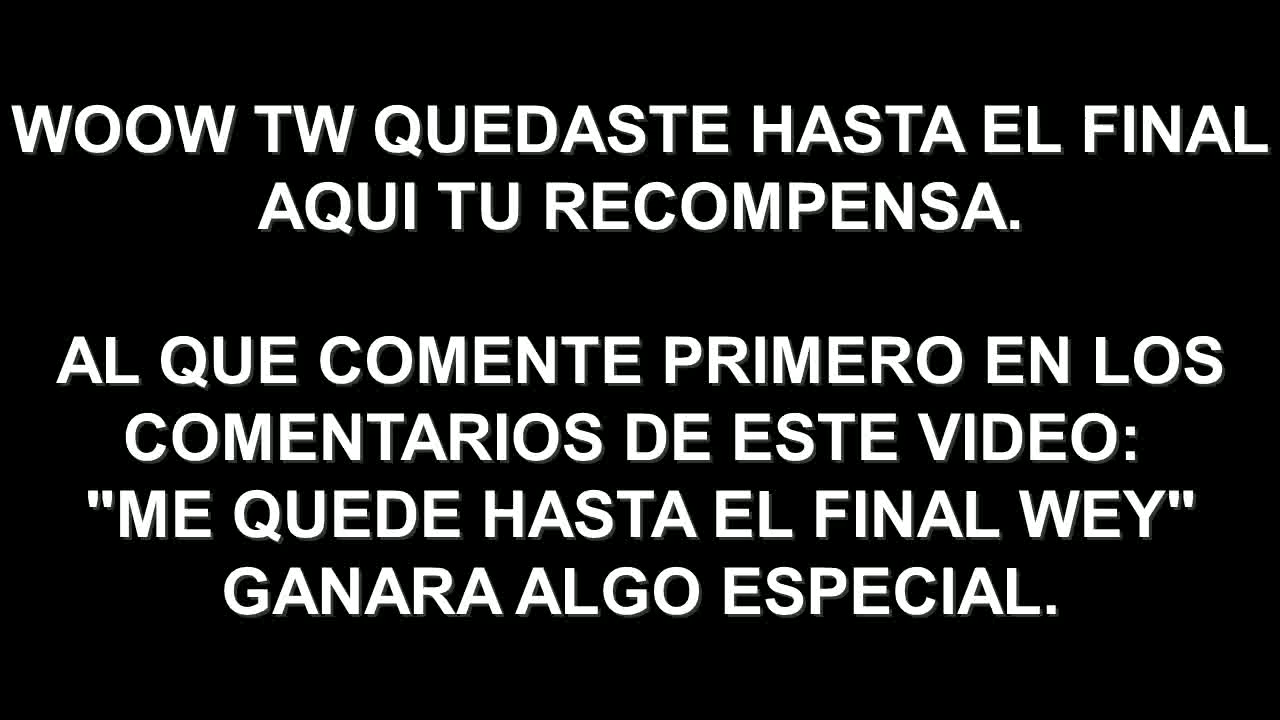 WOOW TW QUEDASTE HASTA EL FINAL
AQUI TU RECOMPENSA.
AL QUE COMENTE PRIMERO EN LOS
COMENTARIOS DE ESTE VIDEO:
"ME QUEDE HASTA EL FINAL WEY"
GANARA ALGO ESPECIAL.